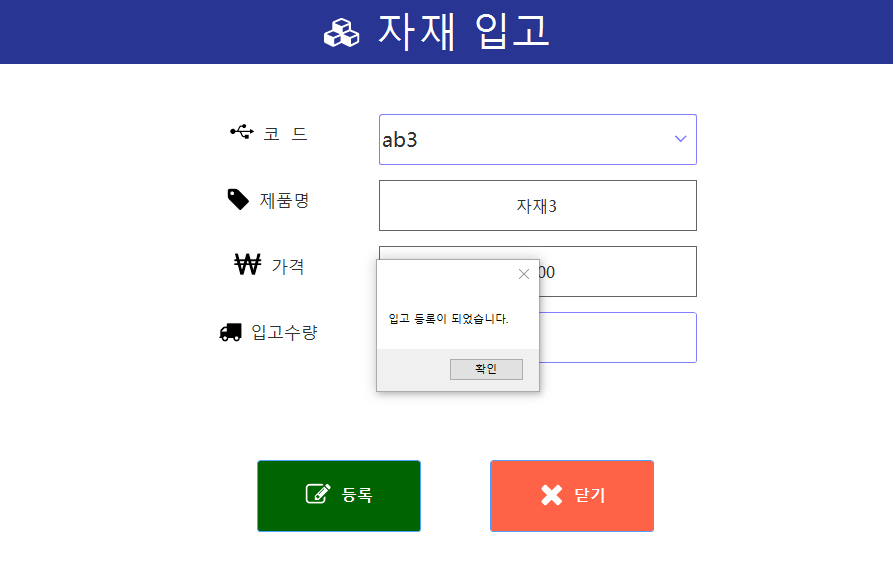 자재 입고
코 드
ab3
제품명
자재3
가격
00
입고수량
입고 등록이 되었습니다.
확인
등록
닫기